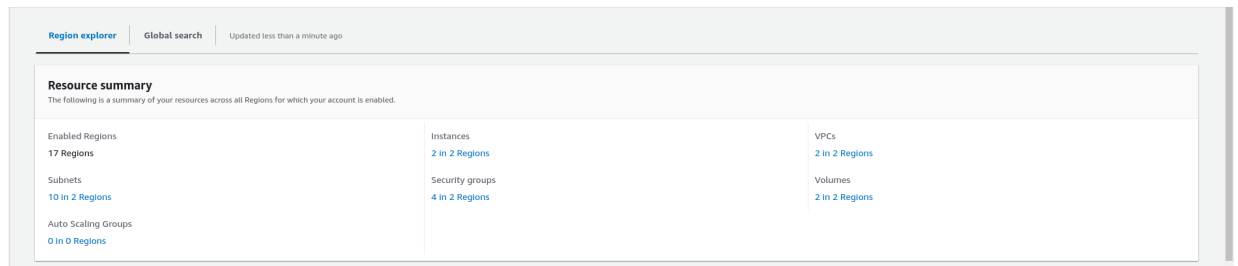 Region explorer Global search Updated less than a minute ago
Resource summary
The following is a summary of your resources across all Regions for which your account is enabled.
Enabled Regions
17 Regions
Instances
2 in 2 Regions
VPCs
2 in 2 Regions
Subnets
10 in 2 Regions
Security groups
4 in 2 Regions
Volumes
2 in 2 Regions
Auto Scaling Groups
0 in 0 Regions